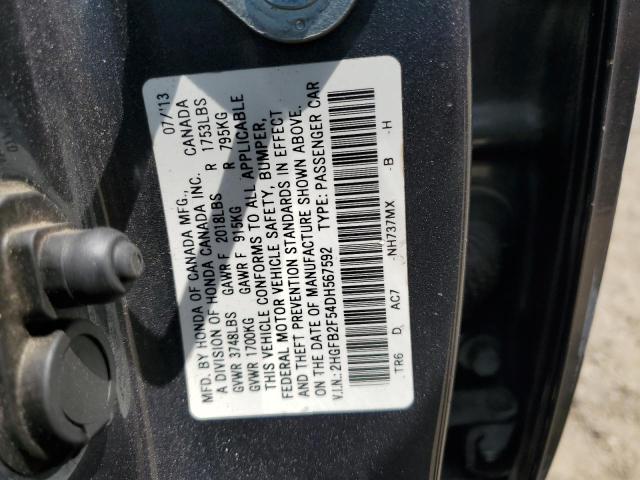 MFD. BY HONDA OF CANADA MFG., 07/'13
A DIVISION OF HONDA CANADA INC. CANADA
GVWR 3748LBS GAWR F 2018LBS R 1753LBS
GVWR 1700KG GAWR F 915KG R 795KG
THIS VEHICLE CONFORMS TO ALL APPLICABLE
FEDERAL MOTOR VEHICLE SAFETY, BUMPER,
AND THEFT PREVENTION STANDARDS IN EFFECT
ON THE DATE OF MANUFACTURE SHOWN ABOVE.
V.I.N.: 2HGFB2F54DH567592 TYPE: PASSENGER CAR
TR6 D AC7 -NH737MX -B -H